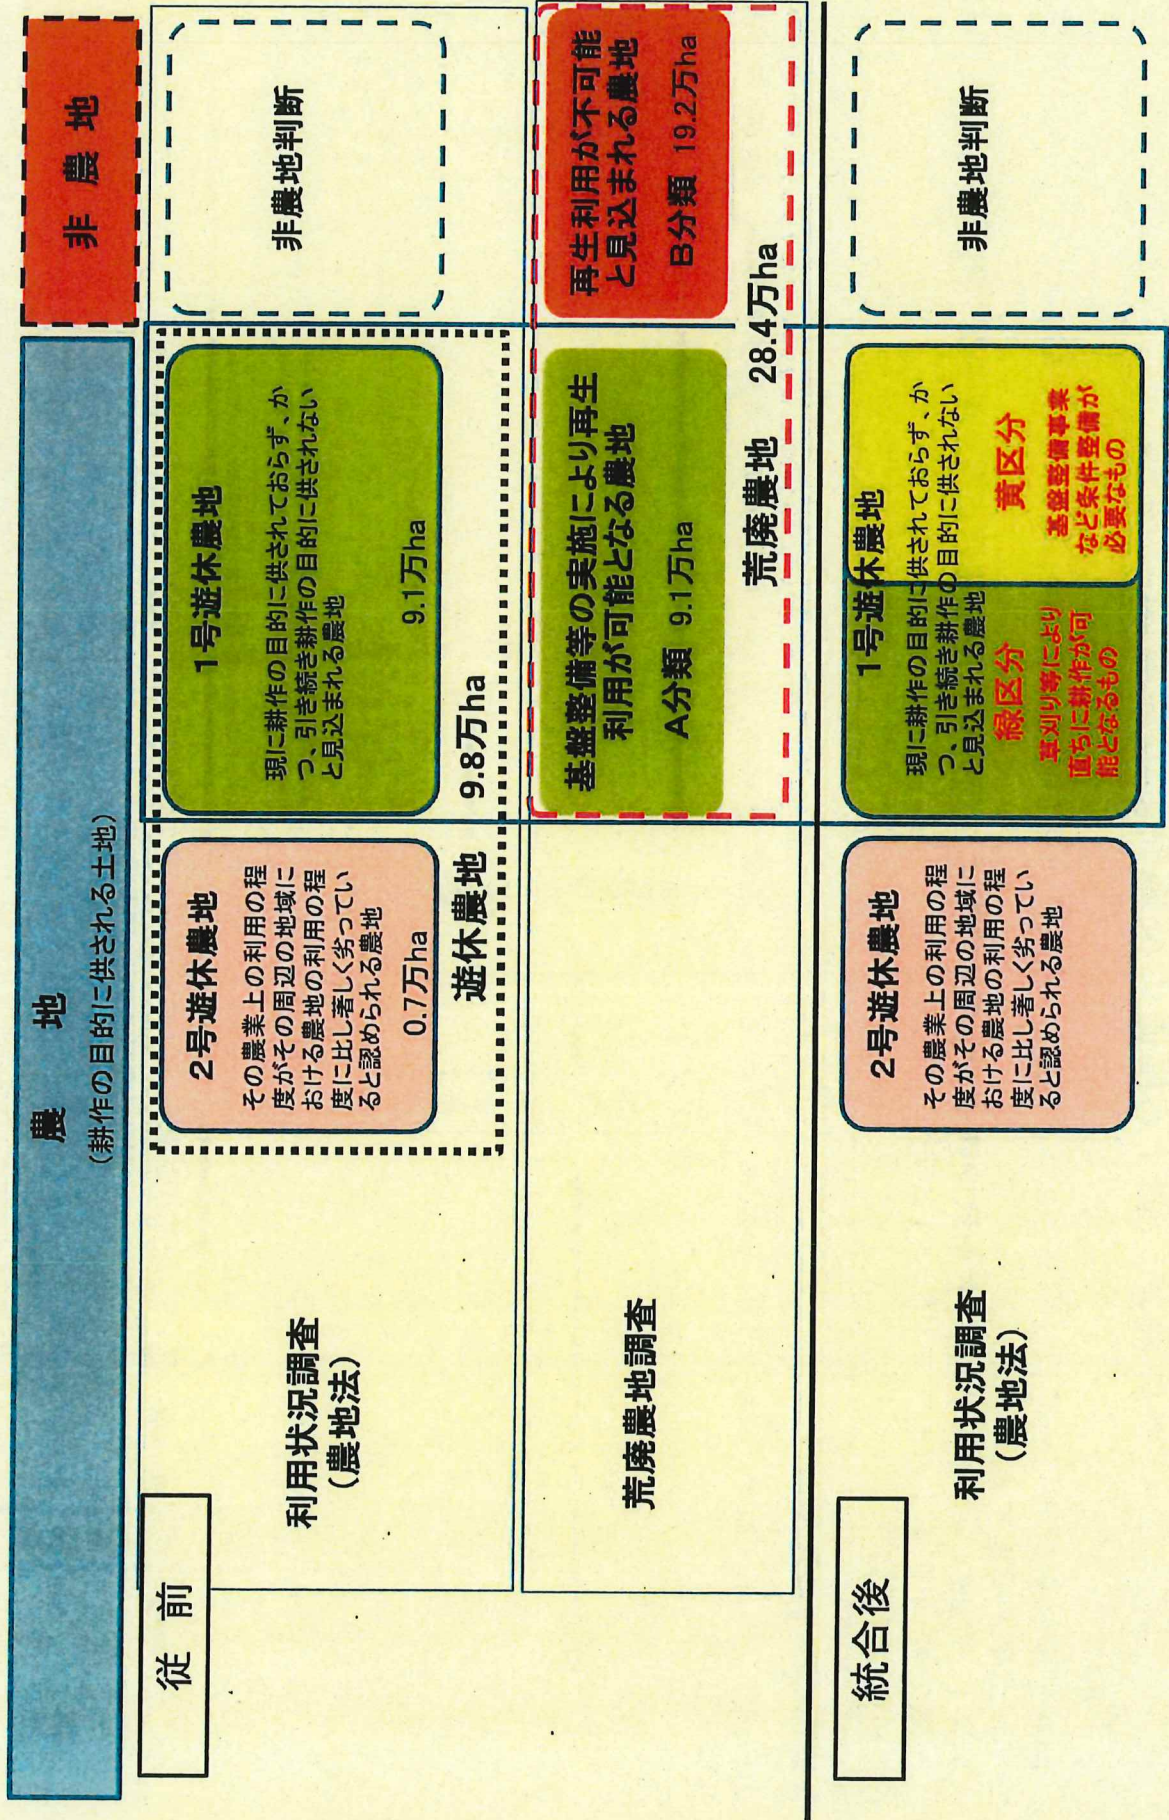 農　地
（耕作の目的に供される土地）
非　農　地
従　前
利用状況調査
（農地法）
2号遊休農地
その農業上の利用の程
度がその周辺の地域に
おける農地の利用の程
度に比し著しく劣ってい
ると認められる農地
0.7万ha
1号遊休農地
現に耕作の目的に供されておらず、か
つ、引き続き耕作の目的に供されない
と見込まれる農地
9.1万ha
遊休農地　9.8万ha
非農地判断
荒廃農地調査
基盤整備等の実施により再生
利用が可能となる農地
A分類 9.1万ha
再生利用が不可能
と見込まれる農地
B分類 19.2万ha
荒廃農地　28.4万ha
統合後
利用状況調査
（農地法）
2号遊休農地
その農業上の利用の程
度がその周辺の地域に
おける農地の利用の程
度に比し著しく劣ってい
ると認められる農地
1号遊休農地
現に耕作の目的に供されておらず、か
つ、引き続き耕作の目的に供されない
と見込まれる農地
緑区分
草刈り等により
直ちに耕作が可
能となるもの
黄区分
基盤整備事業
など条件整備が
必要なもの
非農地判断